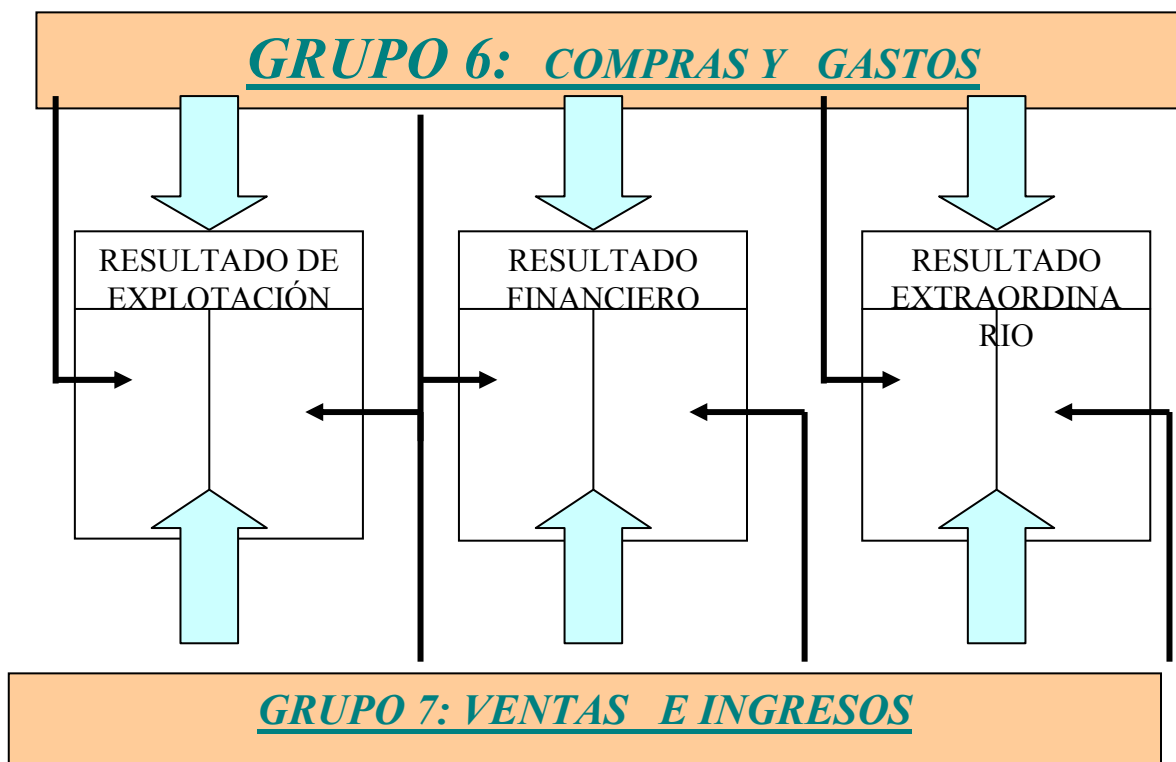 GRUPO 6: COMPRAS Y GASTOS
RESULTADO DE
EXPLOTACIÓN
RESULTADO
FINANCIERO
RESULTADO
EXTRAORDINA
RIO
GRUPO 7: VENTAS E INGRESOS